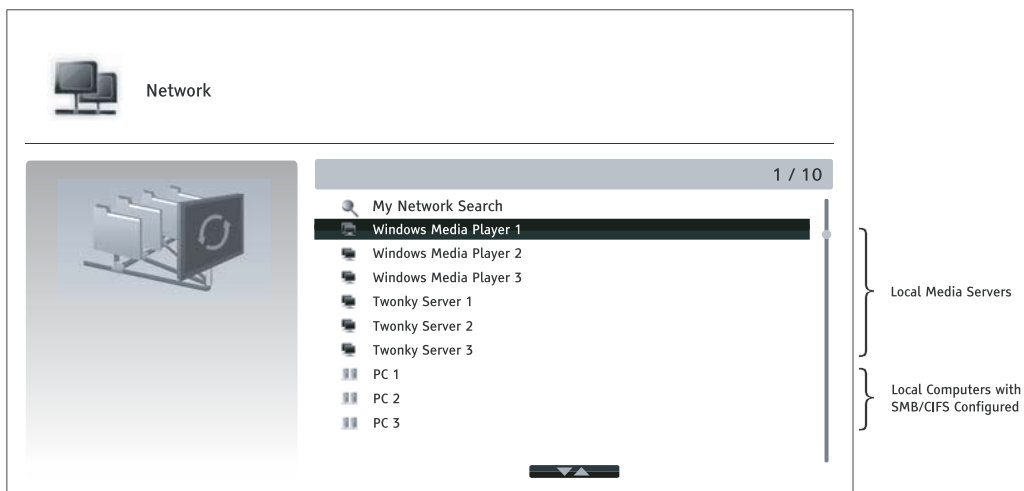 Network
1 / 10
My Network Search
Windows Media Player 1
Windows Media Player 2
Windows Media Player 3
Twonky Server 1
Twonky Server 2
Twonky Server 3
PC 1
PC 2
PC 3
Local Media Servers
Local Computers with
SMB/CIFS Configured